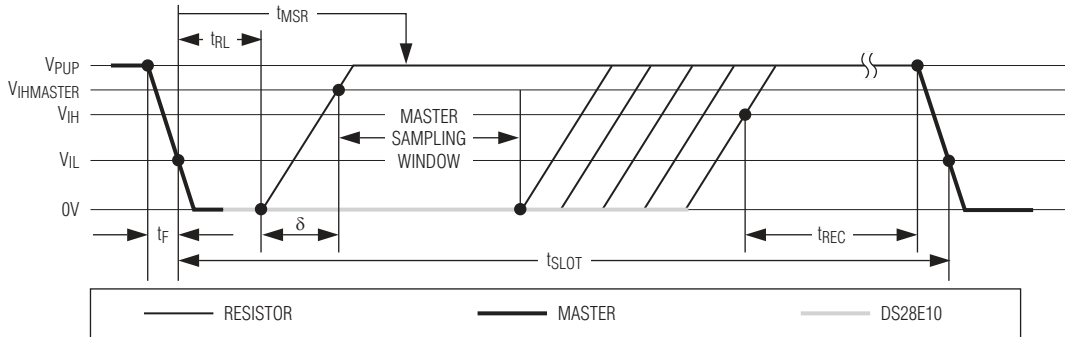 tMSR
tRL
VPUP
VIHMASTER
VIH
VIL
0V
MASTER
SAMPLING
WINDOW
tF
δ
tREC
tSLOT
RESISTOR
MASTER
DS28E10